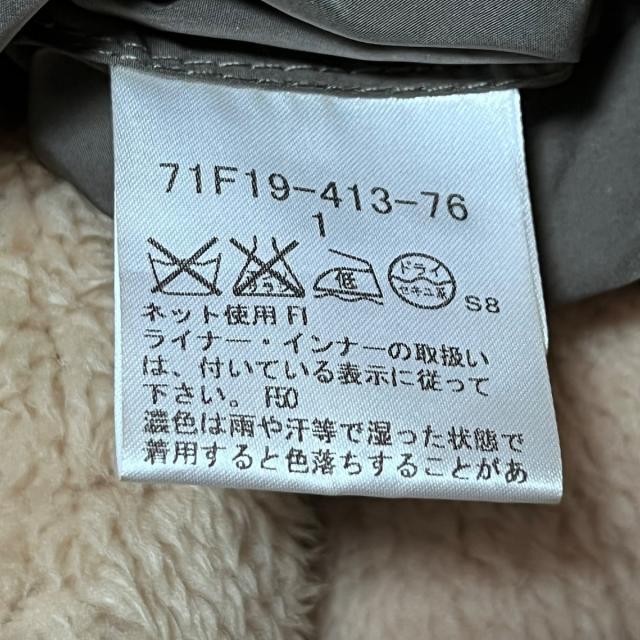 71F19-413-76
1
低 ドライ セキユ系 S8
ネット使用 FI
ライナー・インナーの取扱い
は、付いている表示に従って
下さい。 F50
濃色は雨や汗等で湿った状態で
着用すると色落ちすることがあ